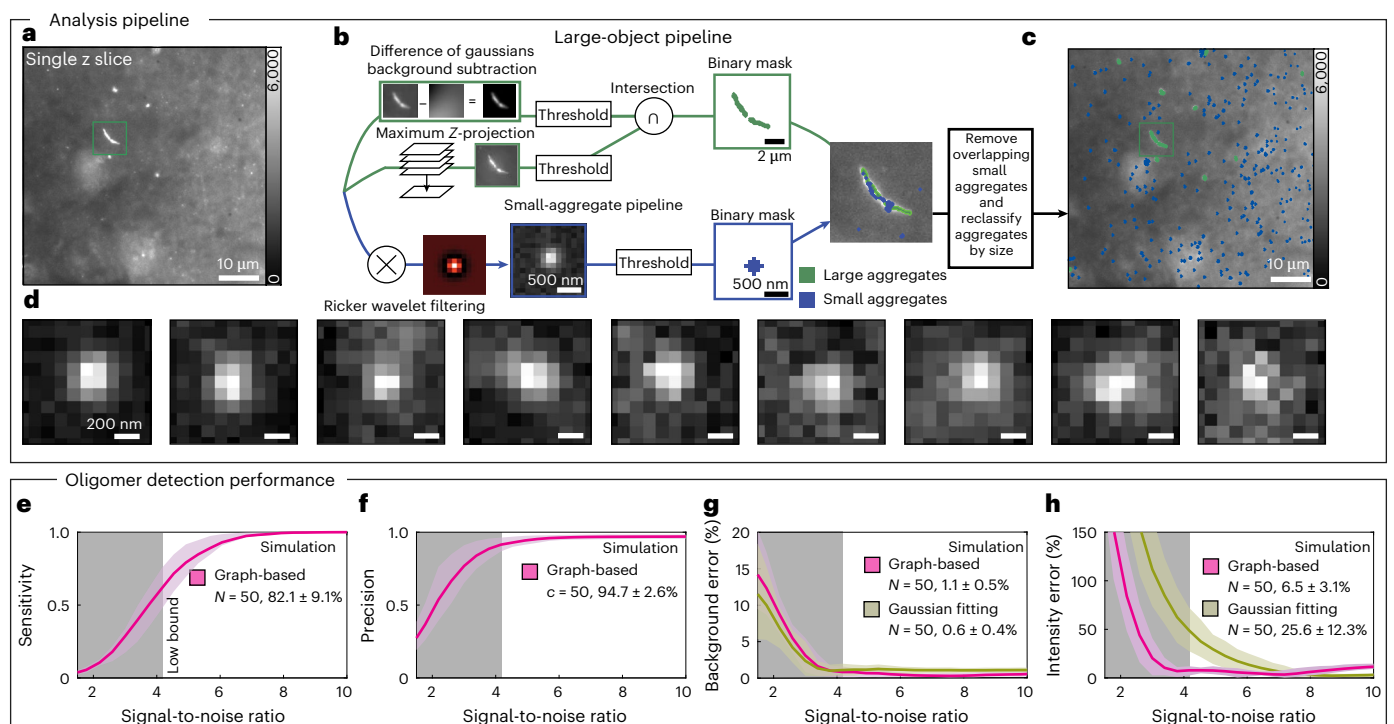 Analysis pipeline
a
Single z slice
6,000
0
10 µm
b
Large-object pipeline
Difference of gaussians
background subtraction
–
=
Threshold
Intersection
∩
Binary mask
2 µm
Maximum Z-projection
Threshold
Small-aggregate pipeline
Ricker wavelet filtering
500 nm
Threshold
Binary mask
500 nm
Large aggregates
Small aggregates
Remove
overlapping
small
aggregates
and
reclassify
aggregates
by size
c
6,000
0
10 µm
d
200 nm
Oligomer detection performance
e
Sensitivity
1.0
0.5
0
2 4 6 8 10
Signal-to-noise ratio
Low bound
Simulation
Graph-based
N = 50, 82.1 ± 9.1%
f
Precision
1.0
0.5
0
2 4 6 8 10
Signal-to-noise ratio
Simulation
Graph-based
c = 50, 94.7 ± 2.6%
g
Background error (%)
20
15
10
5
0
2 4 6 8 10
Signal-to-noise ratio
Simulation
Graph-based
N = 50, 1.1 ± 0.5%
Gaussian fitting
N = 50, 0.6 ± 0.4%
h
Intensity error (%)
150
100
50
0
2 4 6 8 10
Signal-to-noise ratio
Simulation
Graph-based
N = 50, 6.5 ± 3.1%
Gaussian fitting
N = 50, 25.6 ± 12.3%